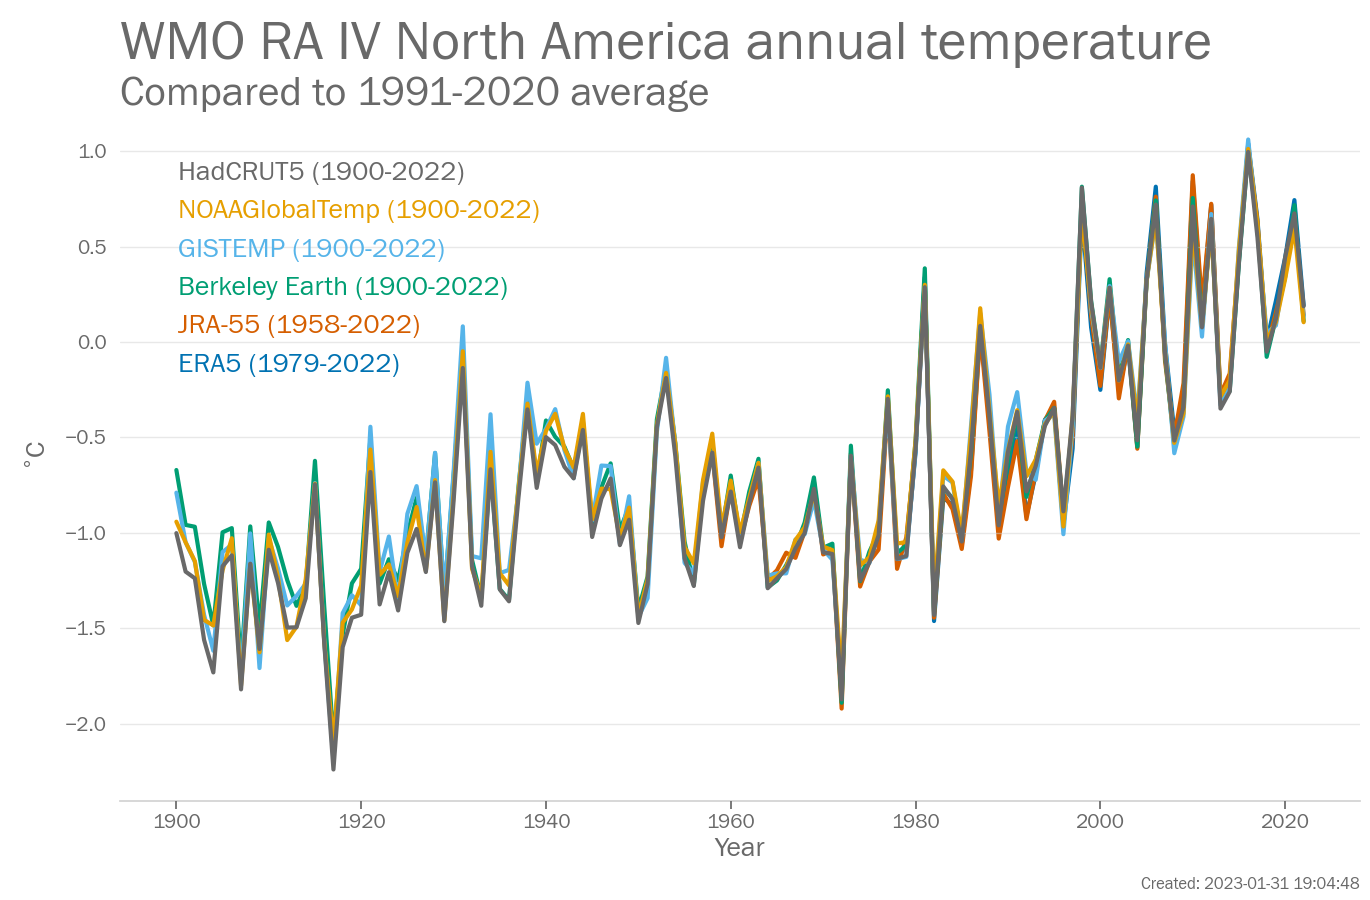 WMO RA IV North America annual temperature
Compared to 1991-2020 average
1.0
HadCRUT5 (1900-2022)
NOAAGlobalTemp (1900-2022)
0.5
GISTEMP (1900-2022)
Berkeley Earth (1900-2022)
JRA-55 (1958-2022)
0.0
ERA5 (1979-2022)
−0.5
°C
−1.0
−1.5
−2.0
1900 1920 1940 1960 1980 2000 2020
Year
Created: 2023-01-31 19:04:48